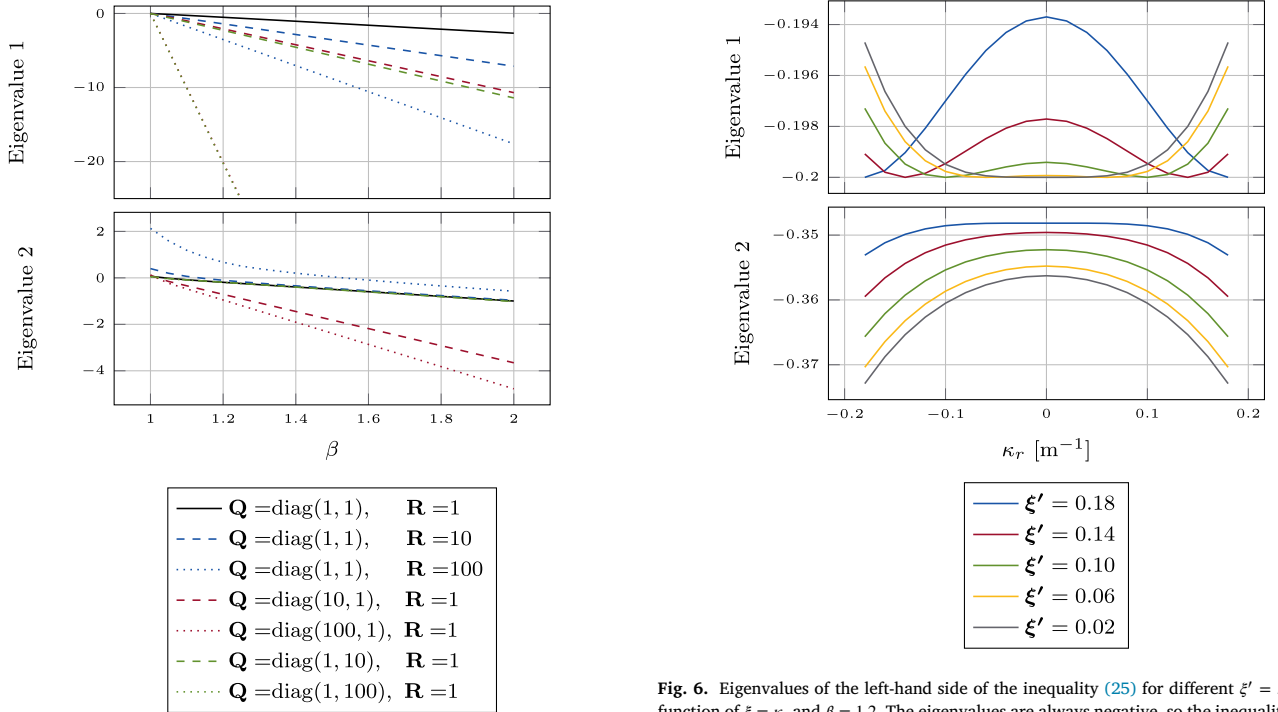 0
−10
−20
Eigenvalue 1
2
0
−2
−4
Eigenvalue 2
1 1.2 1.4 1.6 1.8 2
β
Q =diag(1, 1), R =1
Q =diag(1, 1), R =10
Q =diag(1, 1), R =100
Q =diag(10, 1), R =1
Q =diag(100, 1), R =1
Q =diag(1, 10), R =1
Q =diag(1, 100), R =1
−0.194
−0.196
−0.198
−0.2
Eigenvalue 1
−0.35
−0.36
−0.37
Eigenvalue 2
−0.2 −0.1 0 0.1 0.2
κr [m−1]
ξ′ = 0.18
ξ′ = 0.14
ξ′ = 0.10
ξ′ = 0.06
ξ′ = 0.02
Fig. 6. Eigenvalues of the left-hand side of the inequality (25) for different ξ′ =
function of ξ = κr and β = 1.2. The eigenvalues are always negative, so the inequali